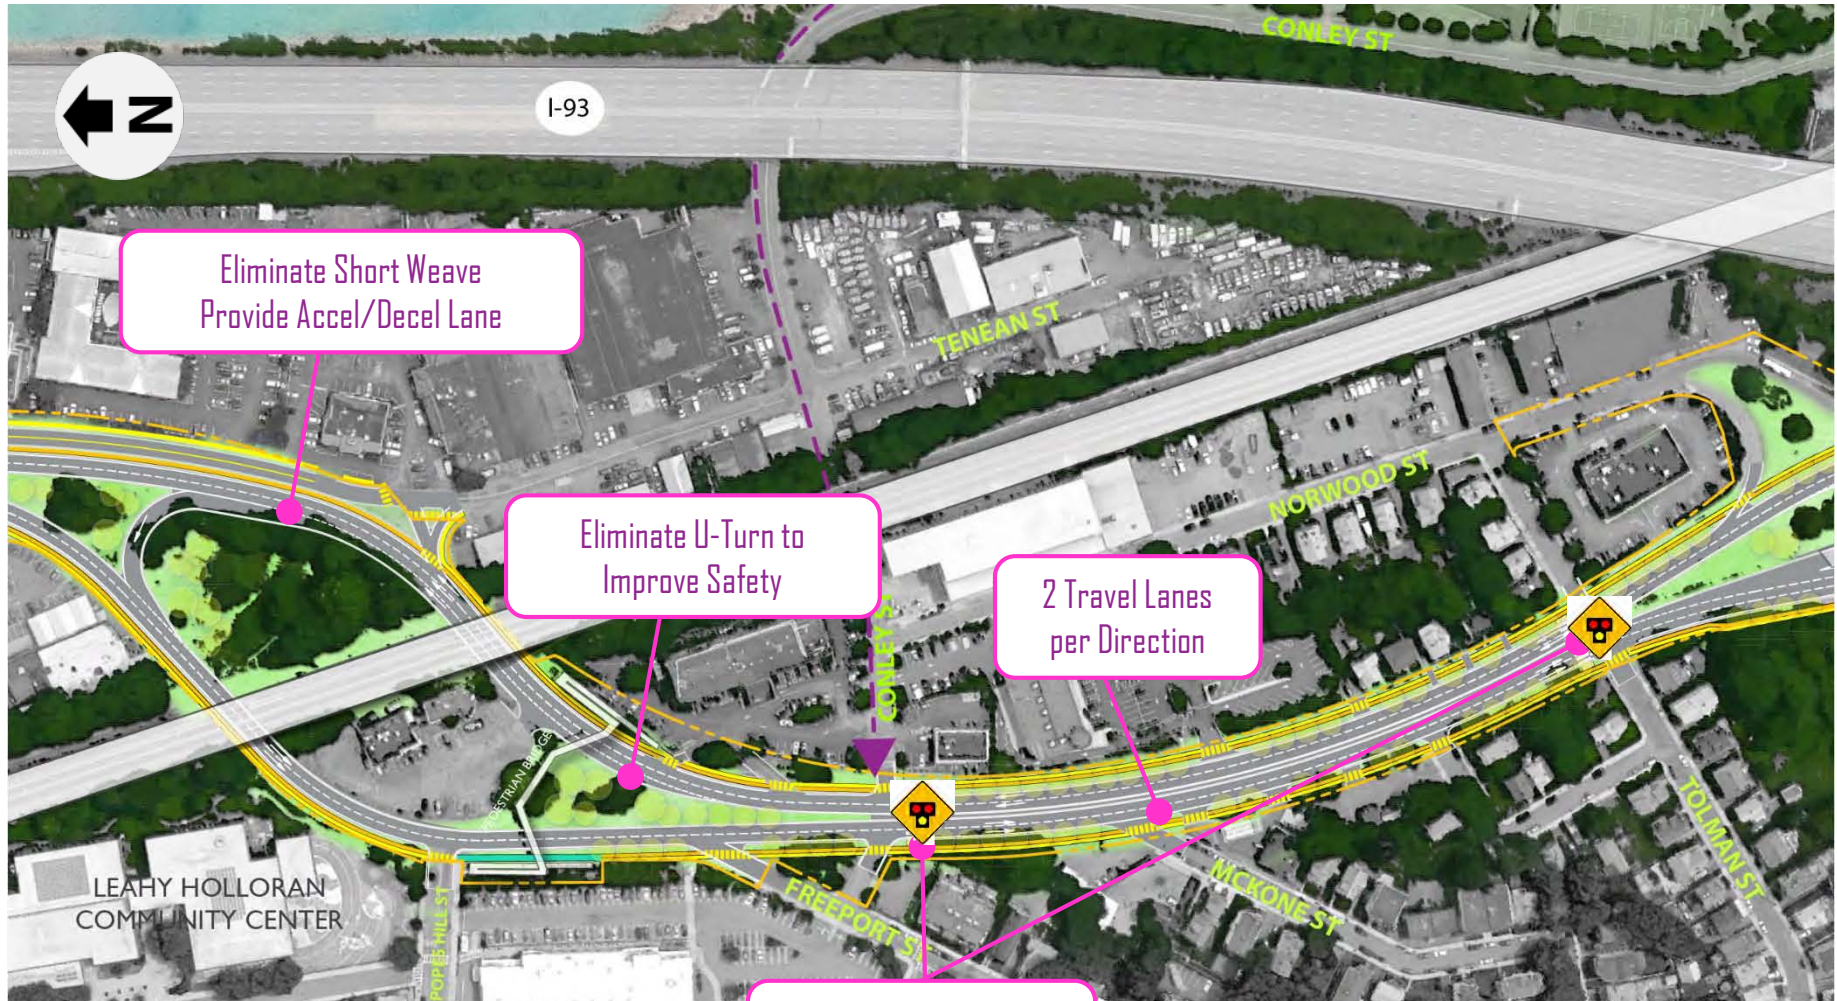 CONLEY ST
N
I-93
Eliminate Short Weave
Provide Accel/Decel Lane
TENEAN ST
NORWOOD ST
Eliminate U-Turn to
Improve Safety
2 Travel Lanes
per Direction
CONLEY ST
PEDESTRIAN BRIDGE
TOLMAN ST
MCKONE ST
FREEPORT ST
LEAHY HOLLORAN
COMMUNITY CENTER
POPES HILL ST